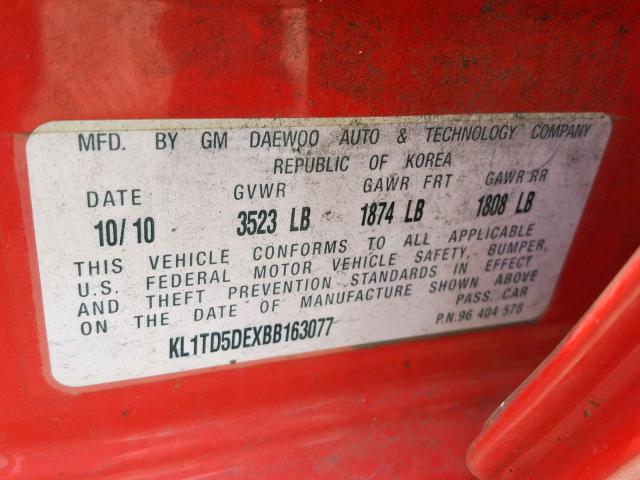 MFD. BY GM DAEWOO AUTO & TECHNOLOGY COMPANY
REPUBLIC OF KOREA
DATE GVWR GAWR FRT GAWR RR
10/10 3523 LB 1874 LB 1808 LB
THIS VEHICLE CONFORMS TO ALL APPLICABLE
U.S. FEDERAL MOTOR VEHICLE SAFETY, BUMPER,
AND THEFT PREVENTION STANDARDS IN EFFECT
ON THE DATE OF MANUFACTURE SHOWN ABOVE
PASS. CAR
KL1TD5DEXBB163077
P.N.96 404 578